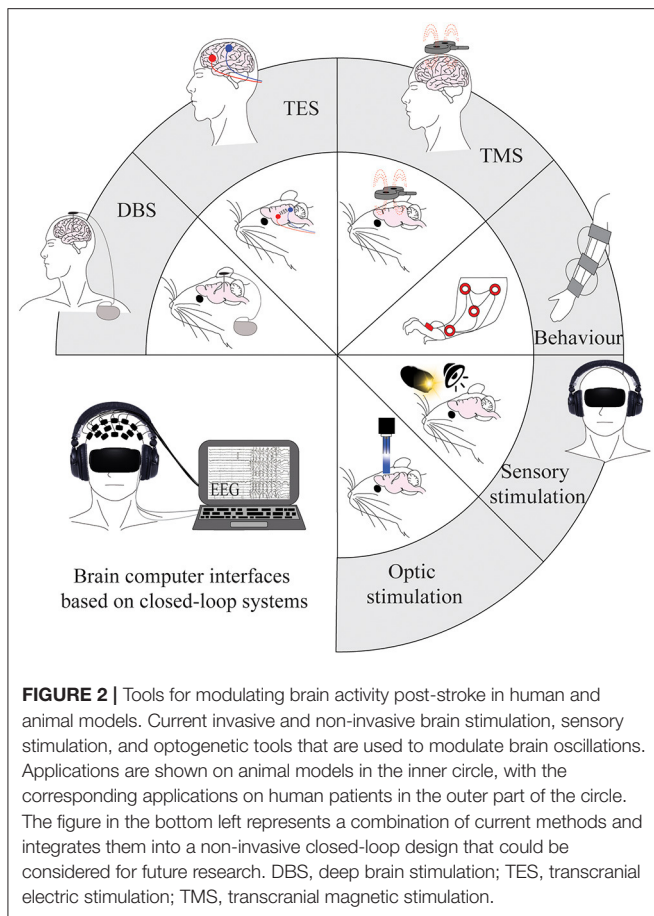 TES
TMS
DBS
Behaviour
Sensory
stimulation
Optic
stimulation
EEG
Brain computer interfaces
based on closed-loop systems
FIGURE 2 | Tools for modulating brain activity post-stroke in human and
animal models. Current invasive and non-invasive brain stimulation, sensory
stimulation, and optogenetic tools that are used to modulate brain oscillations.
Applications are shown on animal models in the inner circle, with the
corresponding applications on human patients in the outer part of the circle.
The figure in the bottom left represents a combination of current methods and
integrates them into a non-invasive closed-loop design that could be
considered for future research. DBS, deep brain stimulation; TES, transcranial
electric stimulation; TMS, transcranial magnetic stimulation.